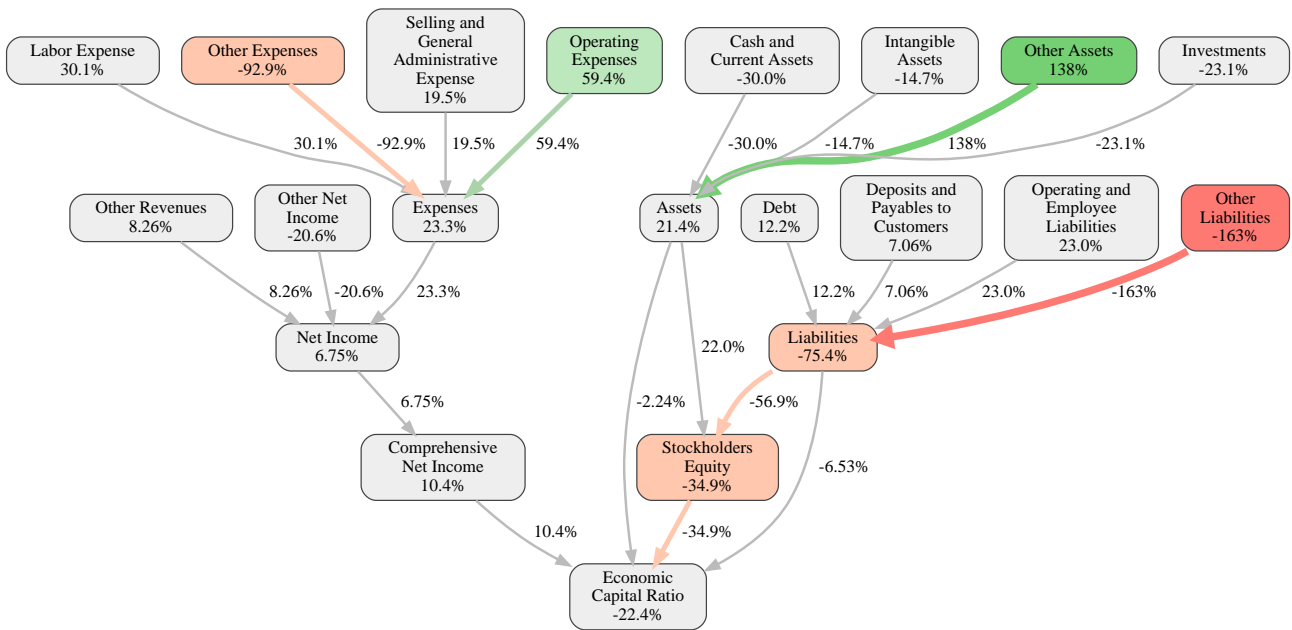 Labor Expense
30.1%
Other Expenses
-92.9%
Selling and
General
Administrative
Expense
19.5%
Operating
Expenses
59.4%
Cash and
Current Assets
-30.0%
Intangible
Assets
-14.7%
Other Assets
138%
Investments
-23.1%
30.1%
-92.9%
19.5%
59.4%
-30.0%
-14.7%
138%
-23.1%
Other Revenues
8.26%
Other Net
Income
-20.6%
Expenses
23.3%
Assets
21.4%
Debt
12.2%
Deposits and
Payables to
Customers
7.06%
Operating and
Employee
Liabilities
23.0%
Other
Liabilities
-163%
8.26%
-20.6%
23.3%
12.2%
7.06%
23.0%
-163%
Net Income
6.75%
22.0%
Liabilities
-75.4%
6.75%
-2.24%
-56.9%
Comprehensive
Net Income
10.4%
Stockholders
Equity
-34.9%
-6.53%
10.4%
-34.9%
Economic
Capital Ratio
-22.4%